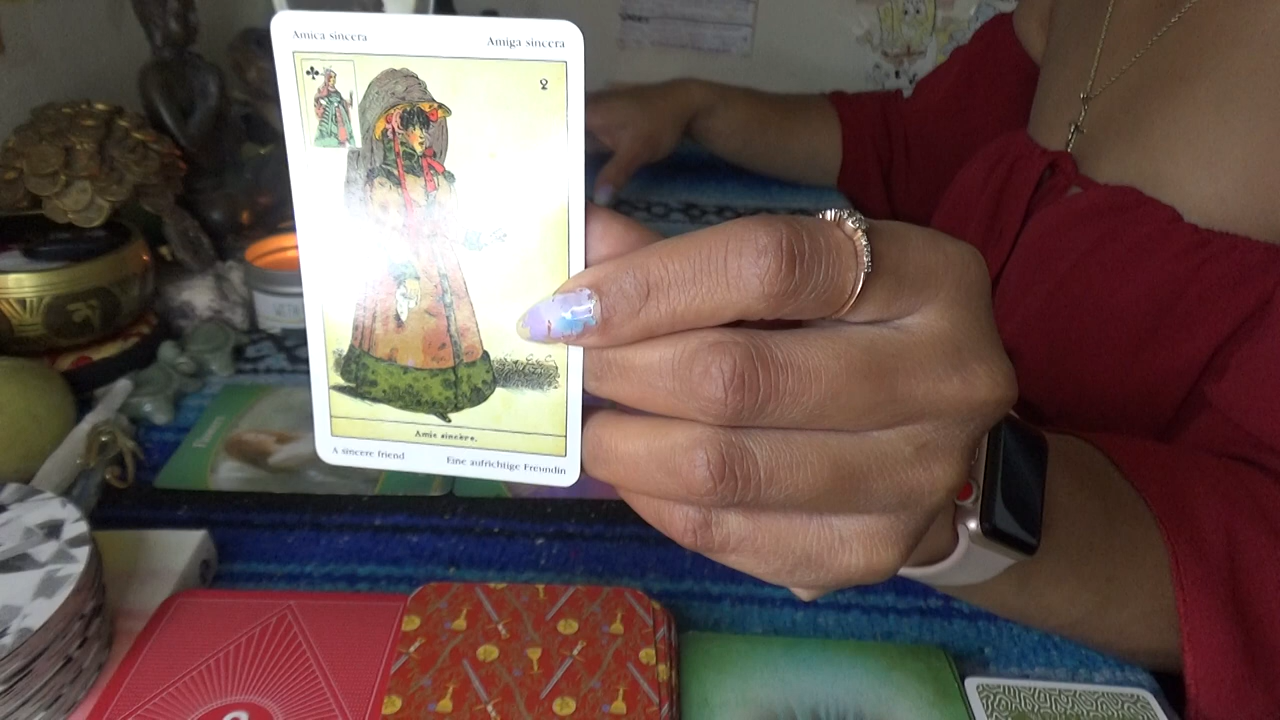 Amica sincera
Amiga sincera
Amie sincère.
A sincere friend
Eine aufrichtige Freundin